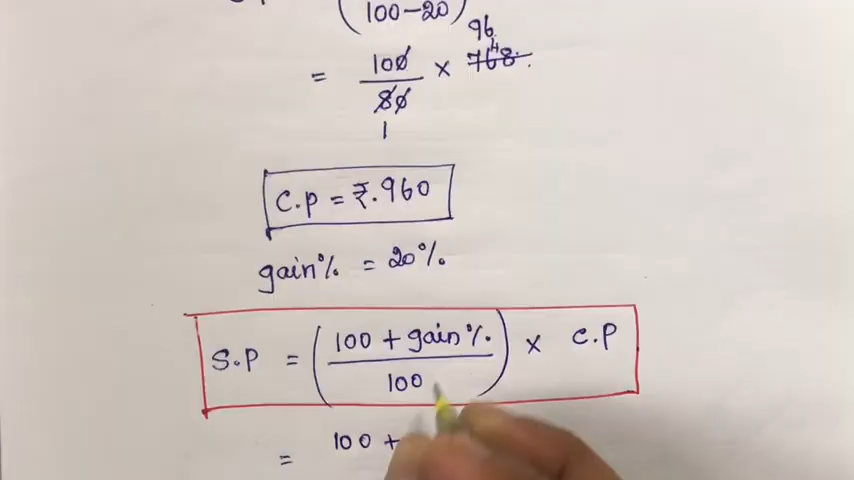 100-20
96
= 100/80 × 768.
1
C.P = ₹.960
gain% = 20%
S.P = (100 + gain% / 100) × C.P
= 100 +